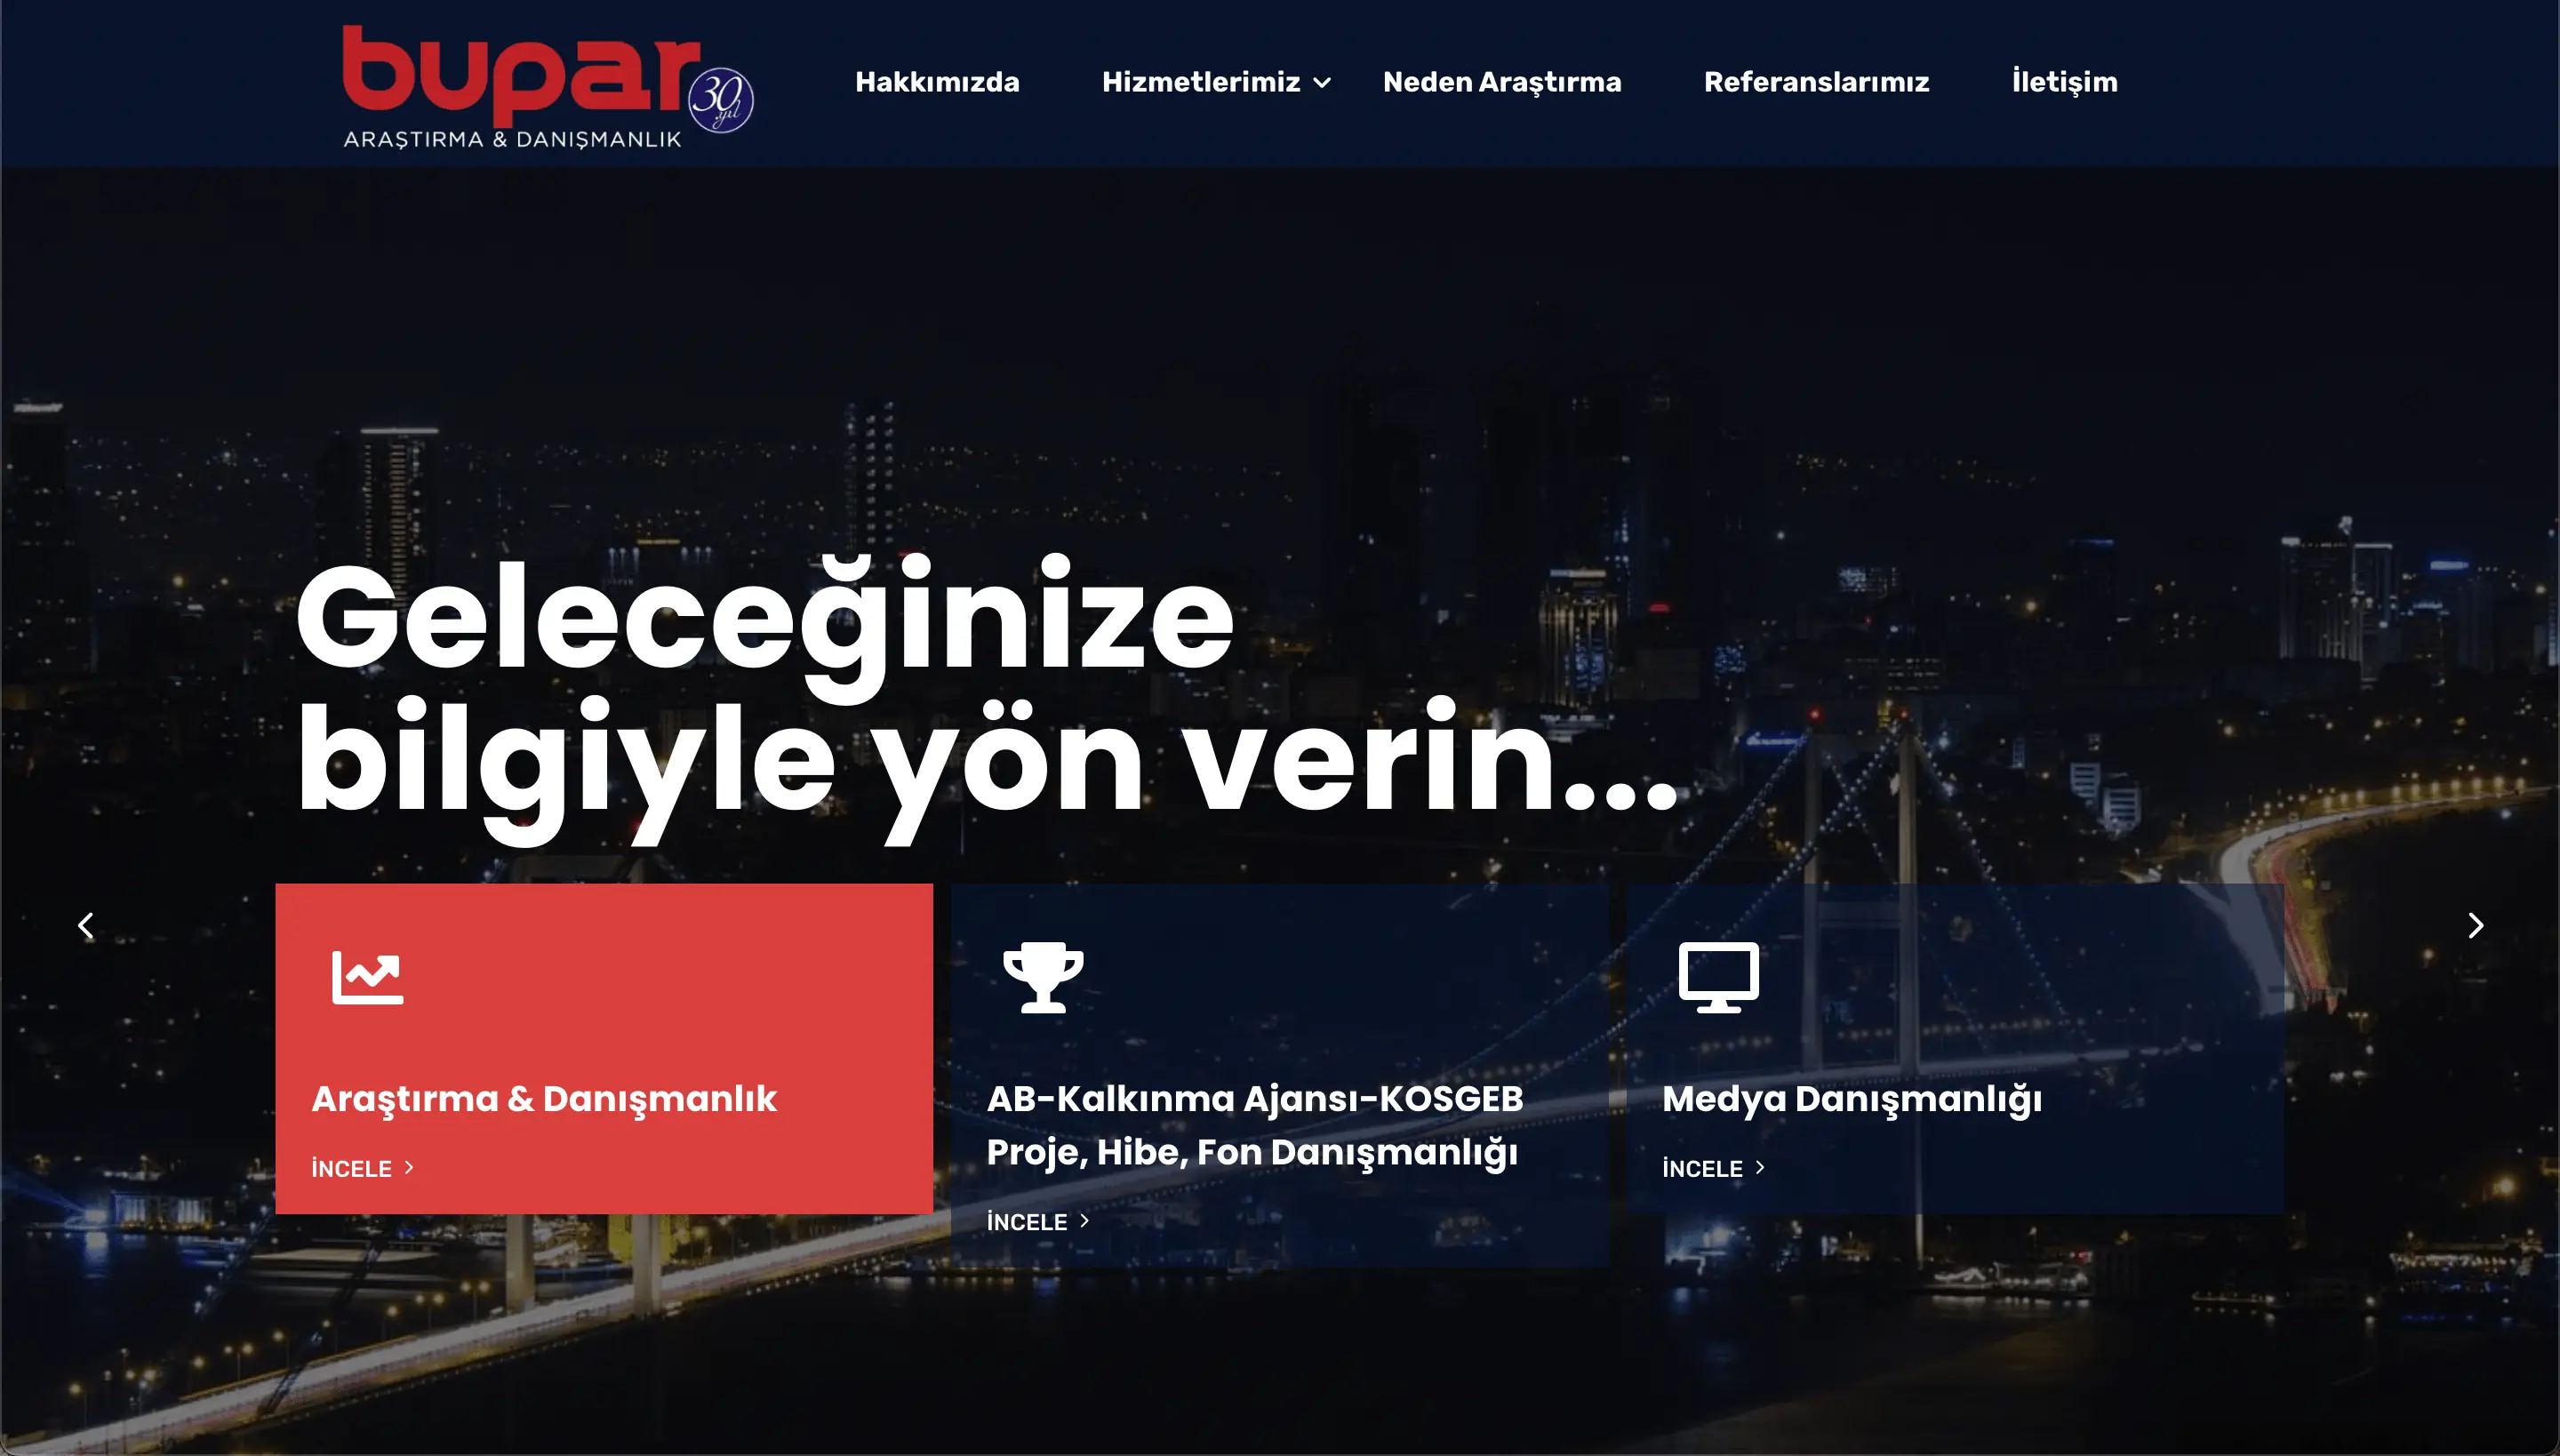 bupar
30.yıl
ARAŞTIRMA & DANIŞMANLIK
Hakkımızda
Hizmetlerimiz
Neden Araştırma
Referanslarımız
İletişim
Geleceğinize
bilgiyle yön verin...
Araştırma & Danışmanlık
İNCELE
AB-Kalkınma Ajansı-KOSGEB
Proje, Hibe, Fon Danışmanlığı
İNCELE
Medya Danışmanlığı
İNCELE